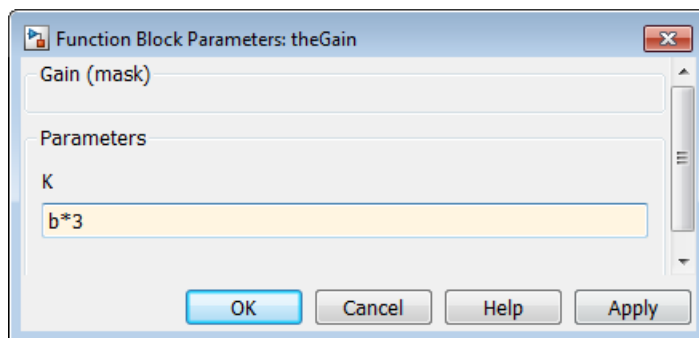 Function Block Parameters: theGain
Gain (mask)
Parameters
K
b*3
OK Cancel Help Apply